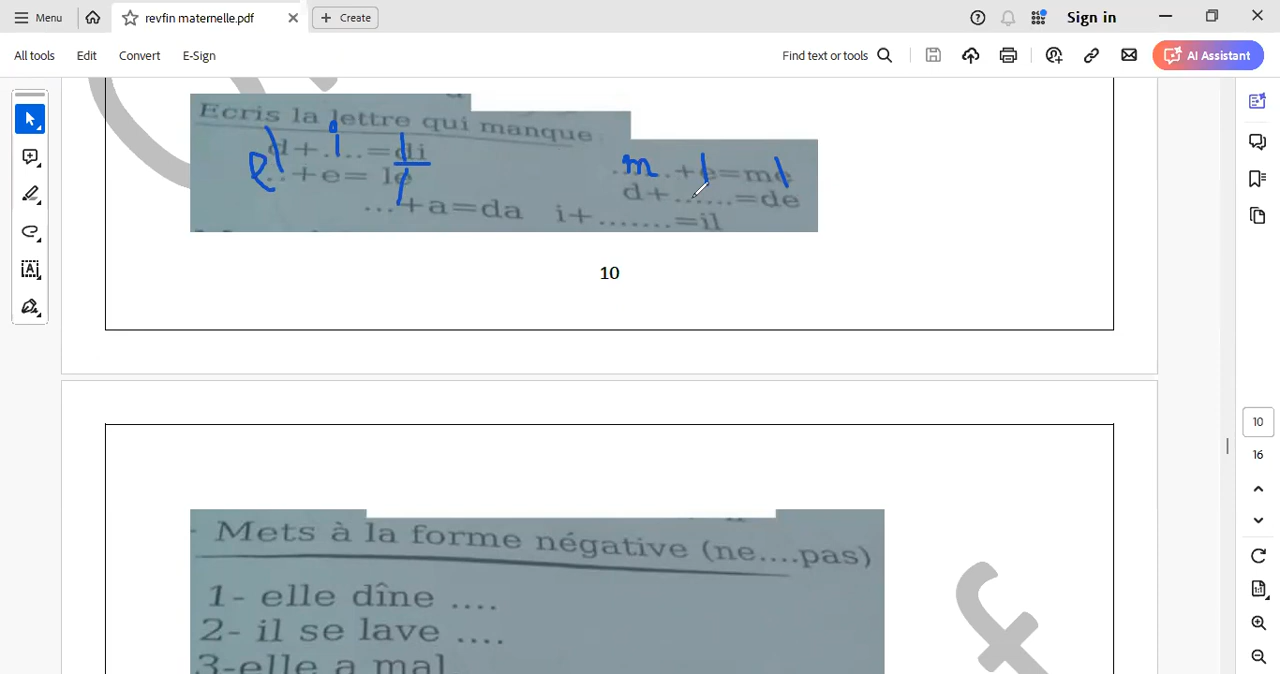 Menu
revfin maternelle.pdf
Create
Sign in
All tools
Edit
Convert
E-Sign
Find text or tools
AI Assistant
Ecris la lettre qui manque
d+....=di
...+e= le
...+a=da
m...+e=me
d+......=de
i+.......=il
10
Mets à la forme négative (ne....pas)
1- elle dîne ....
2- il se lave ....
3-elle a mal
10
16